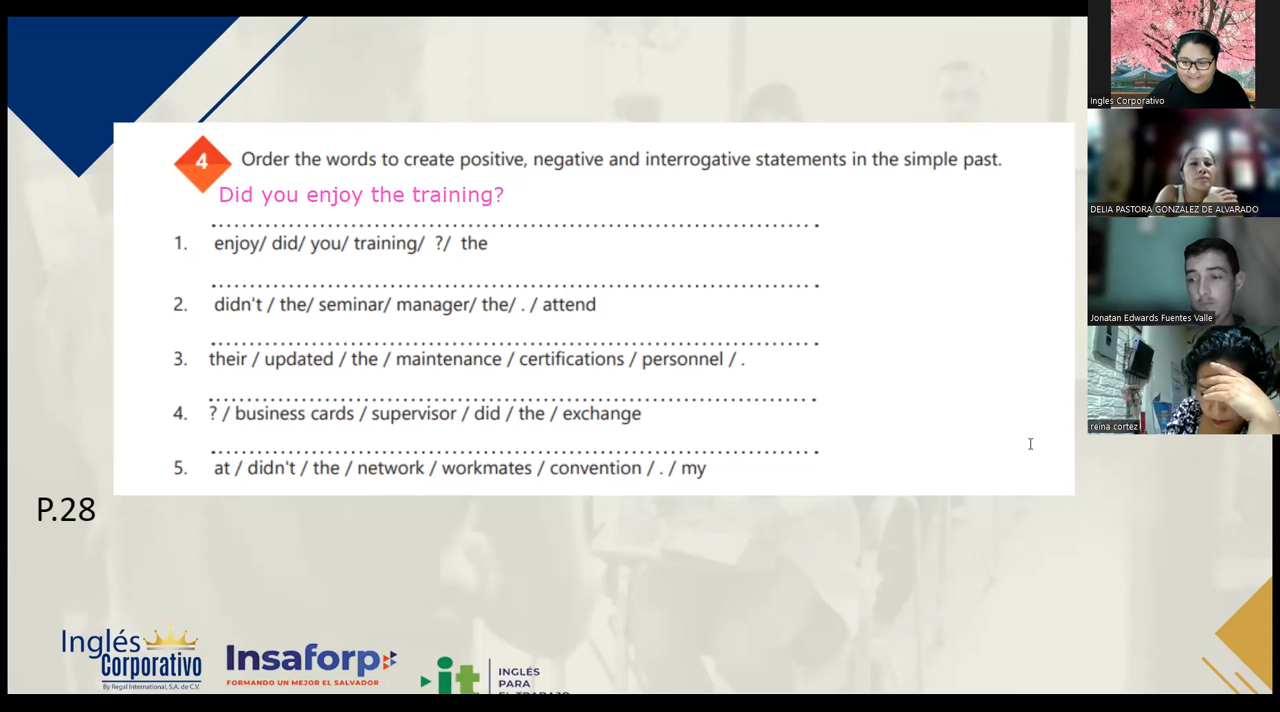 4 Order the words to create positive, negative and interrogative statements in the simple past.
Did you enjoy the training?
1. enjoy/ did/ you/ training/ ?/ the
2. didn't / the/ seminar/ manager/ the/ . / attend
3. their / updated / the / maintenance / certifications / personnel / .
4. ? / business cards / supervisor / did / the / exchange
5. at / didn't / the / network / workmates / convention / . / my
P.28
Inglés
Corporativo
By Regal International, S.A. de C.V.
Insaforp
FORMANDO UN MEJOR EL SALVADOR
it
INGLÉS
PARA
EL TRABAJO
Ingles Corporativo
DELIA PASTORA GONZALEZ DE ALVARADO
Jonatan Edwards Fuentes Valle
reina cortez